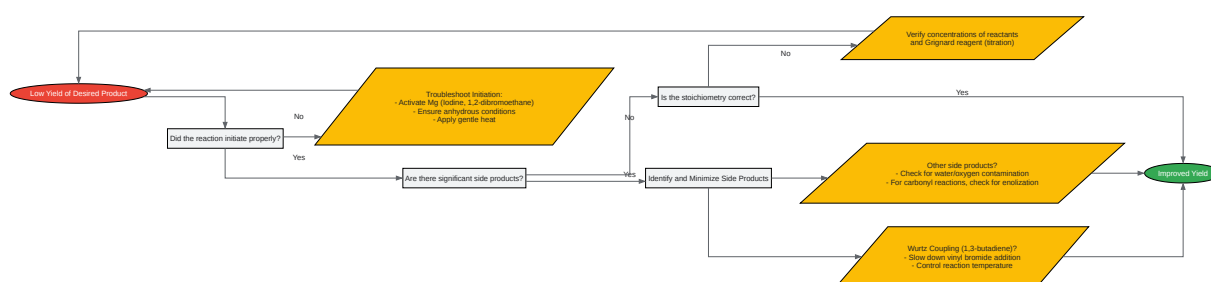 Verify concentrations of reactants
and Grignard reagent (titration)
No
Low Yield of Desired Product
Troubleshoot Initiation:
- Activate Mg (Iodine, 1,2-dibromoethane)
- Ensure anhydrous conditions
- Apply gentle heat
Is the stoichiometry correct?
Yes
No
No
Did the reaction initiate properly?
Yes
Are there significant side products?
Yes
Identify and Minimize Side Products
Other side products?
- Check for water/oxygen contamination
- For carbonyl reactions, check for enolization
Improved Yield
Wurtz Coupling (1,3-butadiene)?
- Slow down vinyl bromide addition
- Control reaction temperature